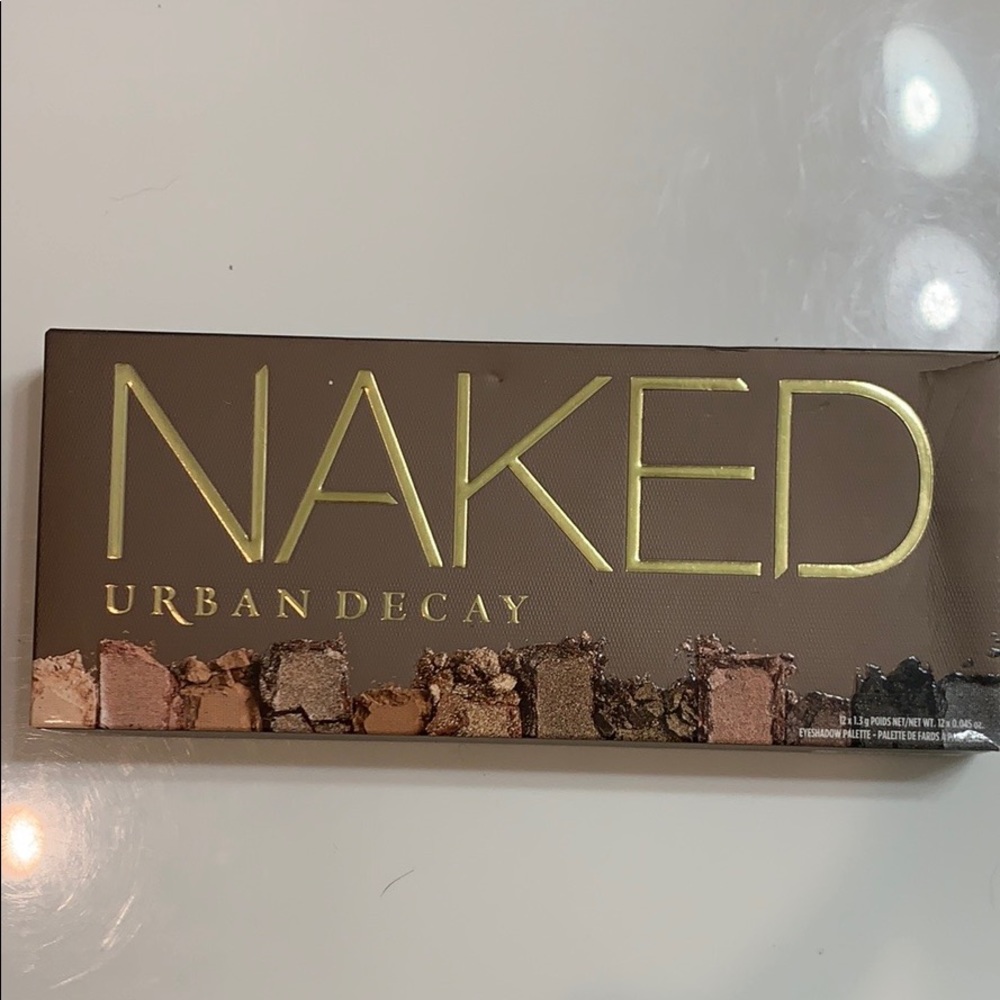 NAKED
URBAN DECAY
12 x 1.3 g POIDS NET/NET WT. 12 x 0.045 oz.
EYESHADOW PALETTE - PALETTE DE FARDS À